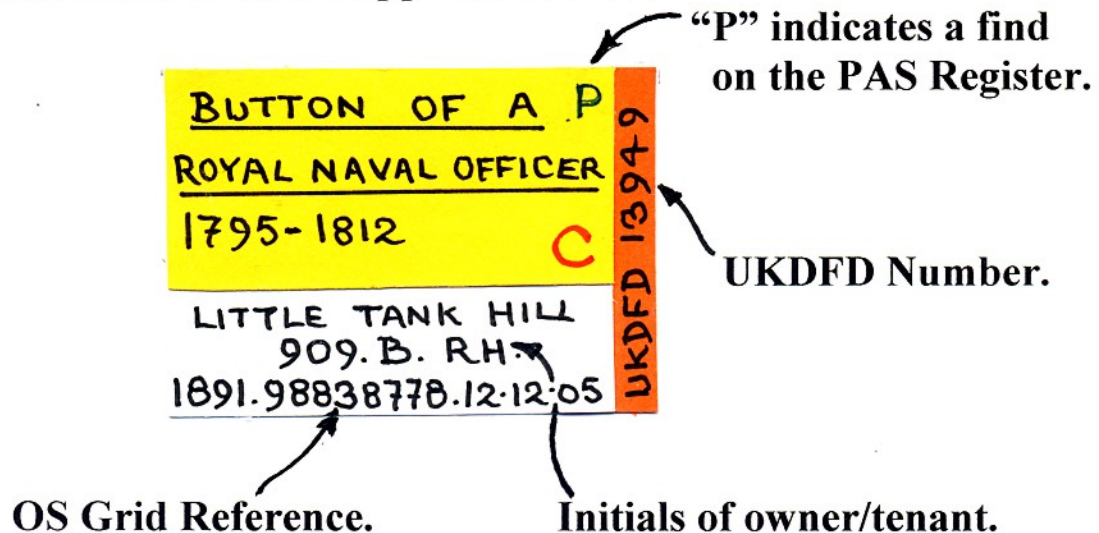 “P” indicates a find
on the PAS Register.
BUTTON OF A P
ROYAL NAVAL OFFICER
1795-1812
C
UKDFD 13949
UKDFD Number.
LITTLE TANK HILL
909. B. RH.
1891.98838778.12.12.05
OS Grid Reference.
Initials of owner/tenant.